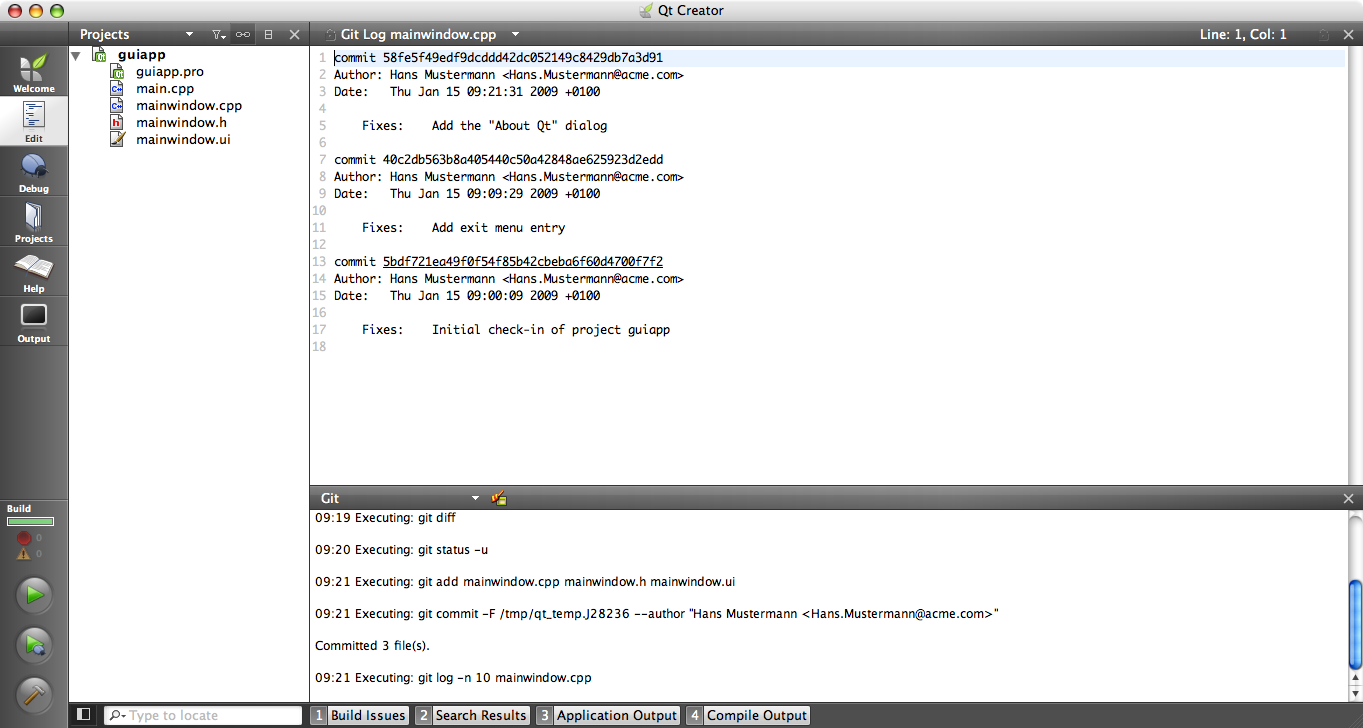 Qt Creator
Projects
Git Log mainwindow.cpp
Line: 1, Col: 1
Welcome
Edit
Debug
Projects
Help
Output
guiapp
guiapp.pro
main.cpp
mainwindow.cpp
mainwindow.h
mainwindow.ui
1 commit 58fe5f49edf9dcddd42dc052149c8429db7a3d91
2 Author: Hans Mustermann <Hans.Mustermann@acme.com>
3 Date:   Thu Jan 15 09:21:31 2009 +0100
4
5     Fixes:    Add the "About Qt" dialog
6
7 commit 40c2db563b8a405440c50a42848ae625923d2edd
8 Author: Hans Mustermann <Hans.Mustermann@acme.com>
9 Date:   Thu Jan 15 09:09:29 2009 +0100
10
11     Fixes:    Add exit menu entry
12
13 commit 5bdf721ea49f0f54f85b42cbeba6f60d4700f7f2
14 Author: Hans Mustermann <Hans.Mustermann@acme.com>
15 Date:   Thu Jan 15 09:00:09 2009 +0100
16
17     Fixes:    Initial check-in of project guiapp
18
Git
09:19 Executing: git diff
09:20 Executing: git status -u
09:21 Executing: git add mainwindow.cpp mainwindow.h mainwindow.ui
09:21 Executing: git commit -F /tmp/qt_temp.J28236 --author "Hans Mustermann <Hans.Mustermann@acme.com>"
Committed 3 file(s).
09:21 Executing: git log -n 10 mainwindow.cpp
Build
0
0
Type to locate
1 Build Issues
2 Search Results
3 Application Output
4 Compile Output